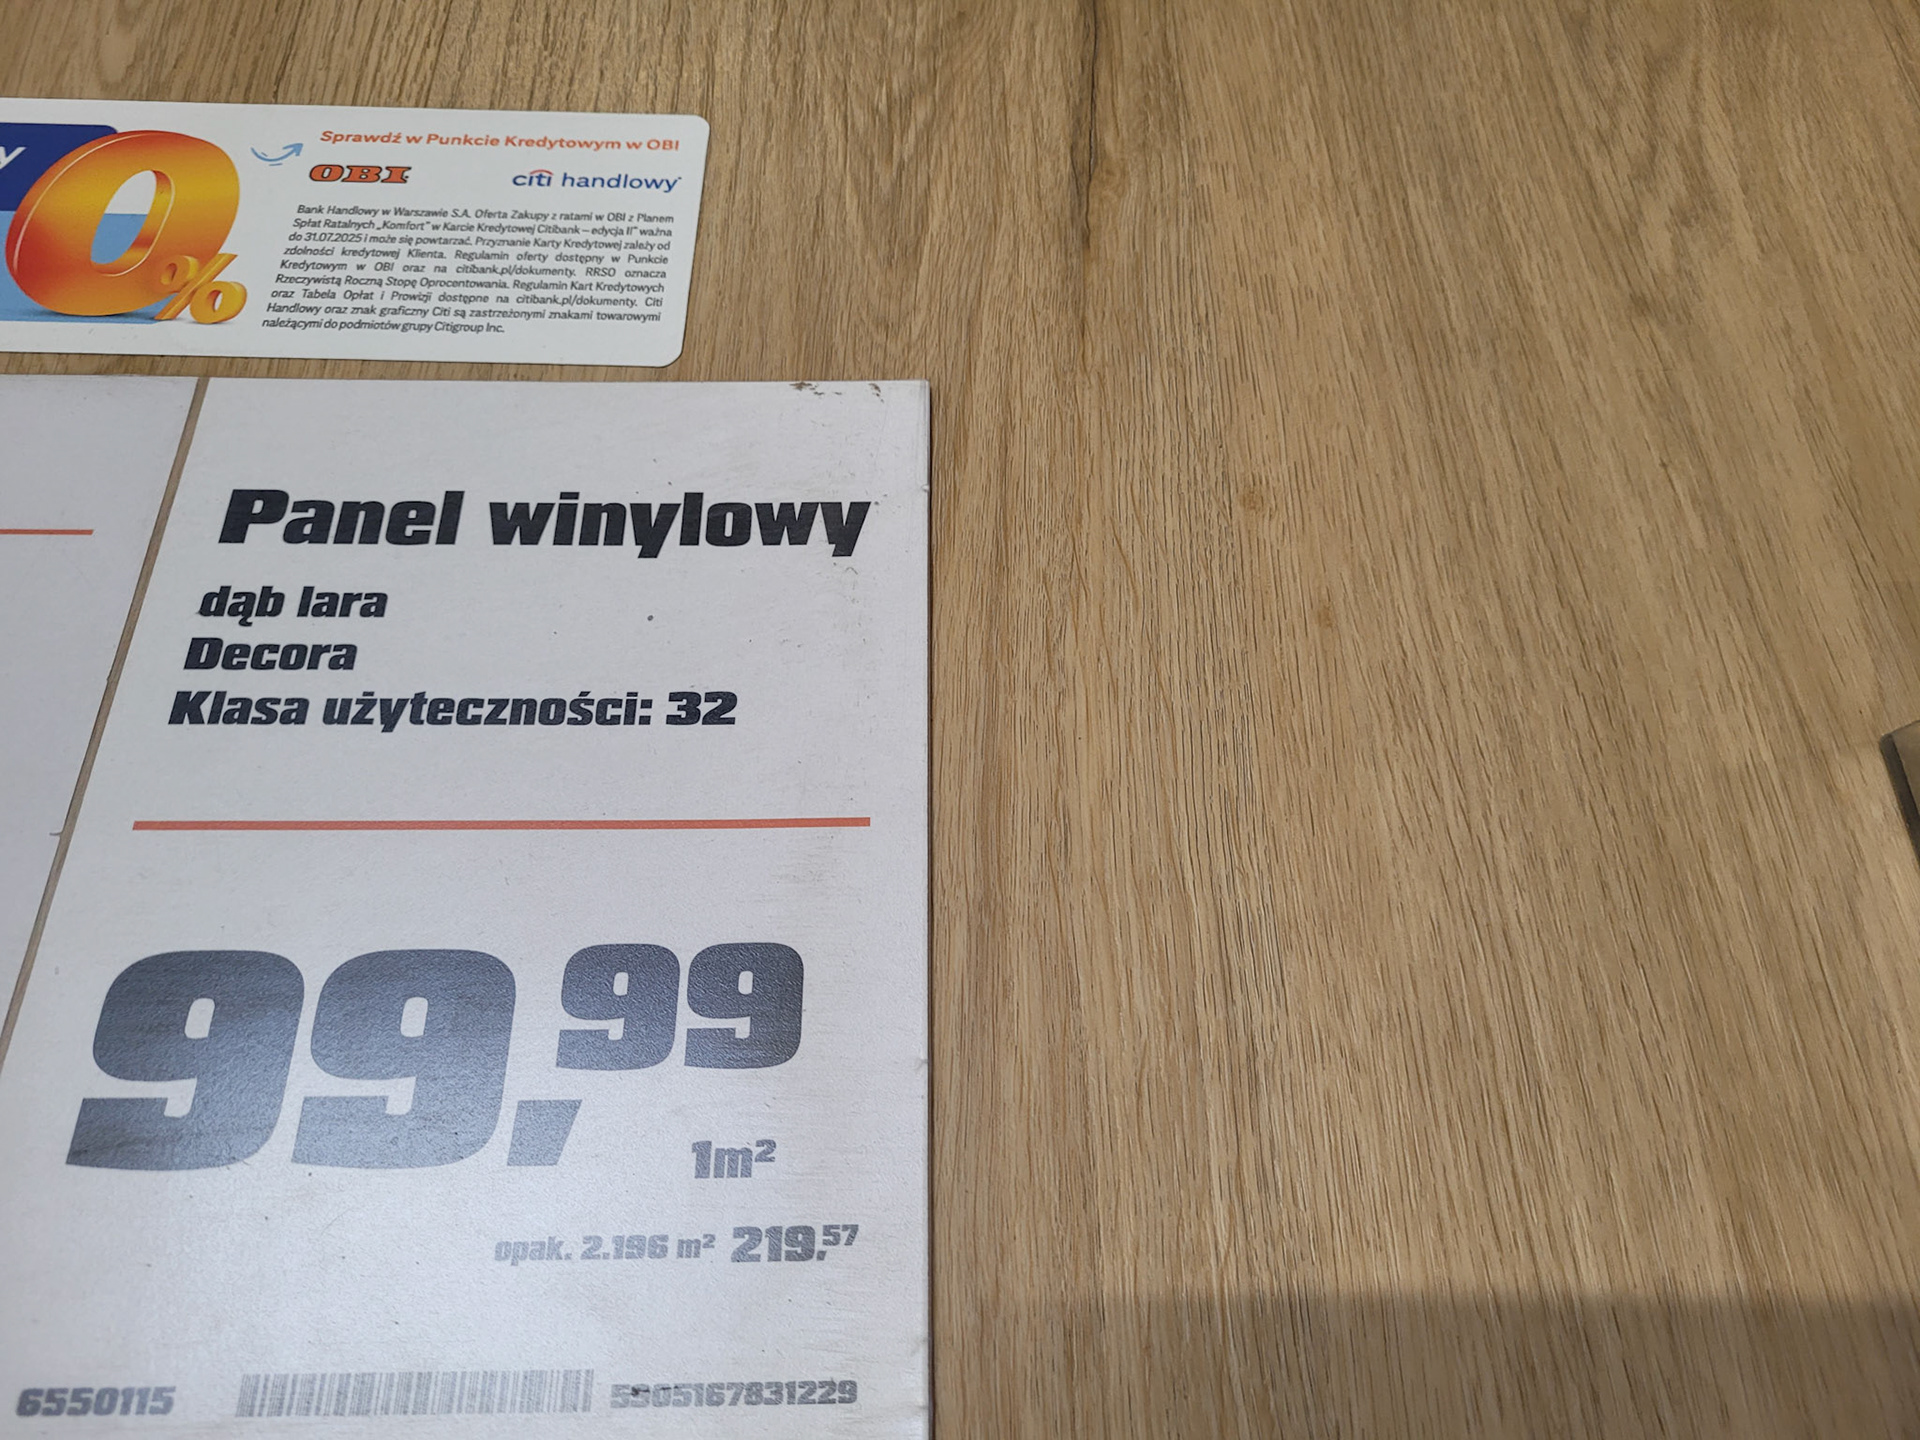 y
0%
Sprawdź w Punkcie Kredytowym w OBI
OBI
citi handlowy
Bank Handlowy w Warszawie S.A. Oferta Zakupy z ratami w OBI z Planem
Spłat Ratalnych „Komfort” w Karcie Kredytowej Citibank – edycja II” ważna
do 31.07.2025 i może się powtarzać. Przyznanie Karty Kredytowej zależy od
zdolności kredytowej Klienta. Regulamin oferty dostępny w Punkcie
Kredytowym w OBI oraz na citibank.pl/dokumenty. RRSO oznacza
Rzeczywistą Roczną Stopę Oprocentowania. Regulamin Kart Kredytowych
oraz Tabela Opłat i Prowizji dostępne na citibank.pl/dokumenty. Citi
Handlowy oraz znak graficzny Citi są zastrzeżonymi znakami towarowymi
należącymi do podmiotów grupy Citigroup Inc.
Panel winylowy
dąb lara
Decora
Klasa użyteczności: 32
99,99
1m²
opak. 2.196 m² 219.57
6550115 5905167831229